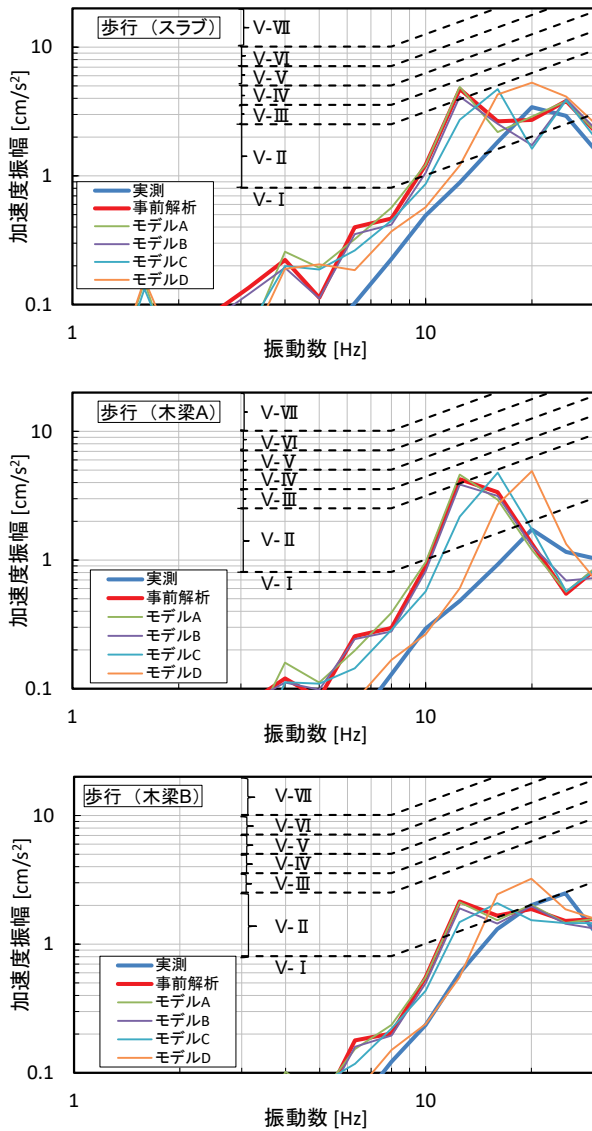 歩行（スラブ）
加速度振幅 [cm/s²]
10
1
0.1
Ⅴ-Ⅶ
Ⅴ-Ⅵ
Ⅴ-Ⅴ
Ⅴ-Ⅳ
Ⅴ-Ⅲ
Ⅴ-Ⅱ
Ⅴ-Ⅰ
実測
事前解析
モデルA
モデルB
モデルC
モデルD
1
10
振動数 [Hz]
歩行（木梁A）
加速度振幅 [cm/s²]
10
1
0.1
Ⅴ-Ⅶ
Ⅴ-Ⅵ
Ⅴ-Ⅴ
Ⅴ-Ⅳ
Ⅴ-Ⅲ
Ⅴ-Ⅱ
Ⅴ-Ⅰ
実測
事前解析
モデルA
モデルB
モデルC
モデルD
1
10
振動数 [Hz]
歩行（木梁B）
加速度振幅 [cm/s²]
10
1
0.1
Ⅴ-Ⅶ
Ⅴ-Ⅵ
Ⅴ-Ⅴ
Ⅴ-Ⅳ
Ⅴ-Ⅲ
Ⅴ-Ⅱ
Ⅴ-Ⅰ
実測
事前解析
モデルA
モデルB
モデルC
モデルD
1
10
振動数 [Hz]